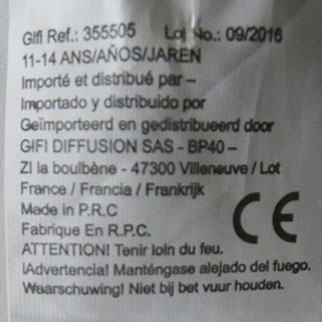 Gifi Ref.: 355505 Lot No.: 09/2016
11-14 ANS/AÑOS/JAREN
Importé et distribué par –
Importado y distribuido por
Geïmporteerd en gedistribueerd door
GIFI DIFFUSION SAS - BP40 –
ZI la boulbène - 47300 Villeneuve / Lot
France / Francia / Frankrijk
Made in P.R.C
Fabrique En R.P.C.
CE
ATTENTION! Tenir loin du feu.
¡Advertencia! Manténgase alejado del fuego.
Waarschuwing! Niet bij bet vuur houden.